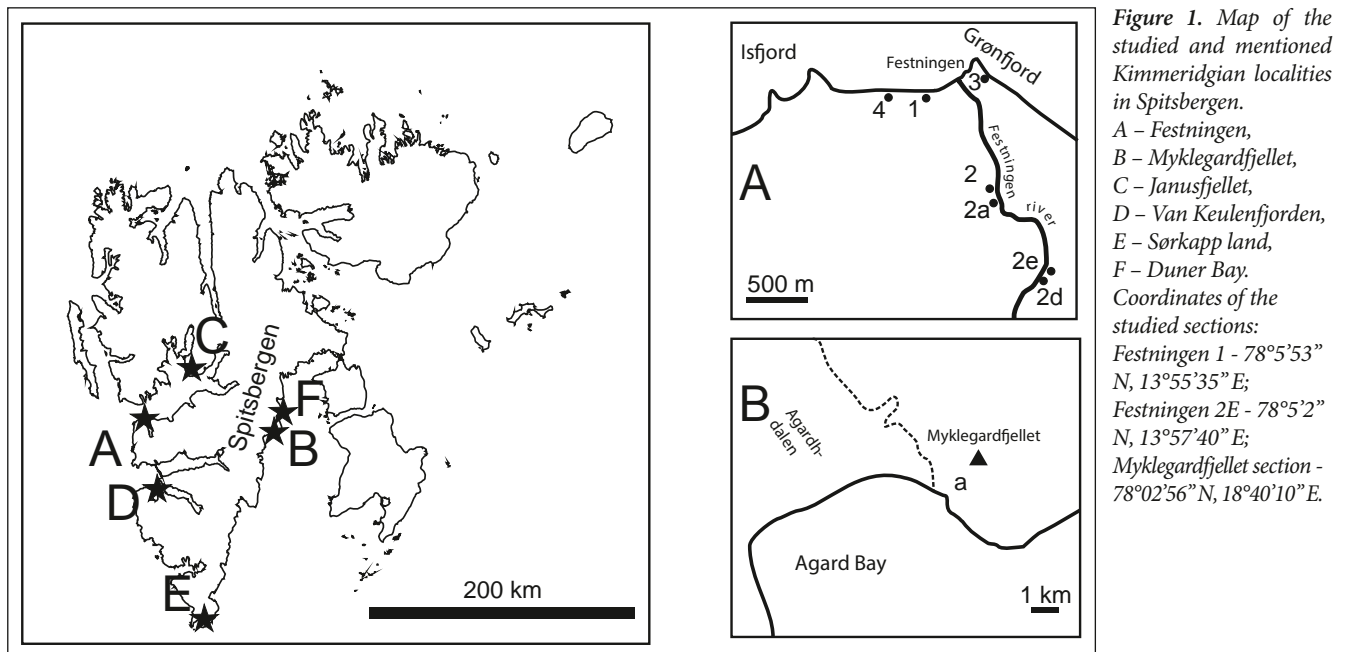 C
Spitsbergen
F
A
B
D
E
200 km
Isfjord
Festningen
Grønfjord
3
4
1
Festningen
river
A
2
2a
2e
2d
500 m
B
Agardh-
dalen
Myklegardfjellet
a
Agard Bay
1 km
Figure 1. Map of the
studied and mentioned
Kimmeridgian localities
in Spitsbergen.
A – Festningen,
B – Myklegardfjellet,
C – Janusfjellet,
D – Van Keulenfjorden,
E – Sørkapp land,
F – Duner Bay.
Coordinates of the
studied sections:
Festningen 1 - 78°5’53”
N, 13°55’35” E;
Festningen 2E - 78°5’2”
N, 13°57’40” E;
Myklegardfjellet section -
78°02’56” N, 18°40’10” E.